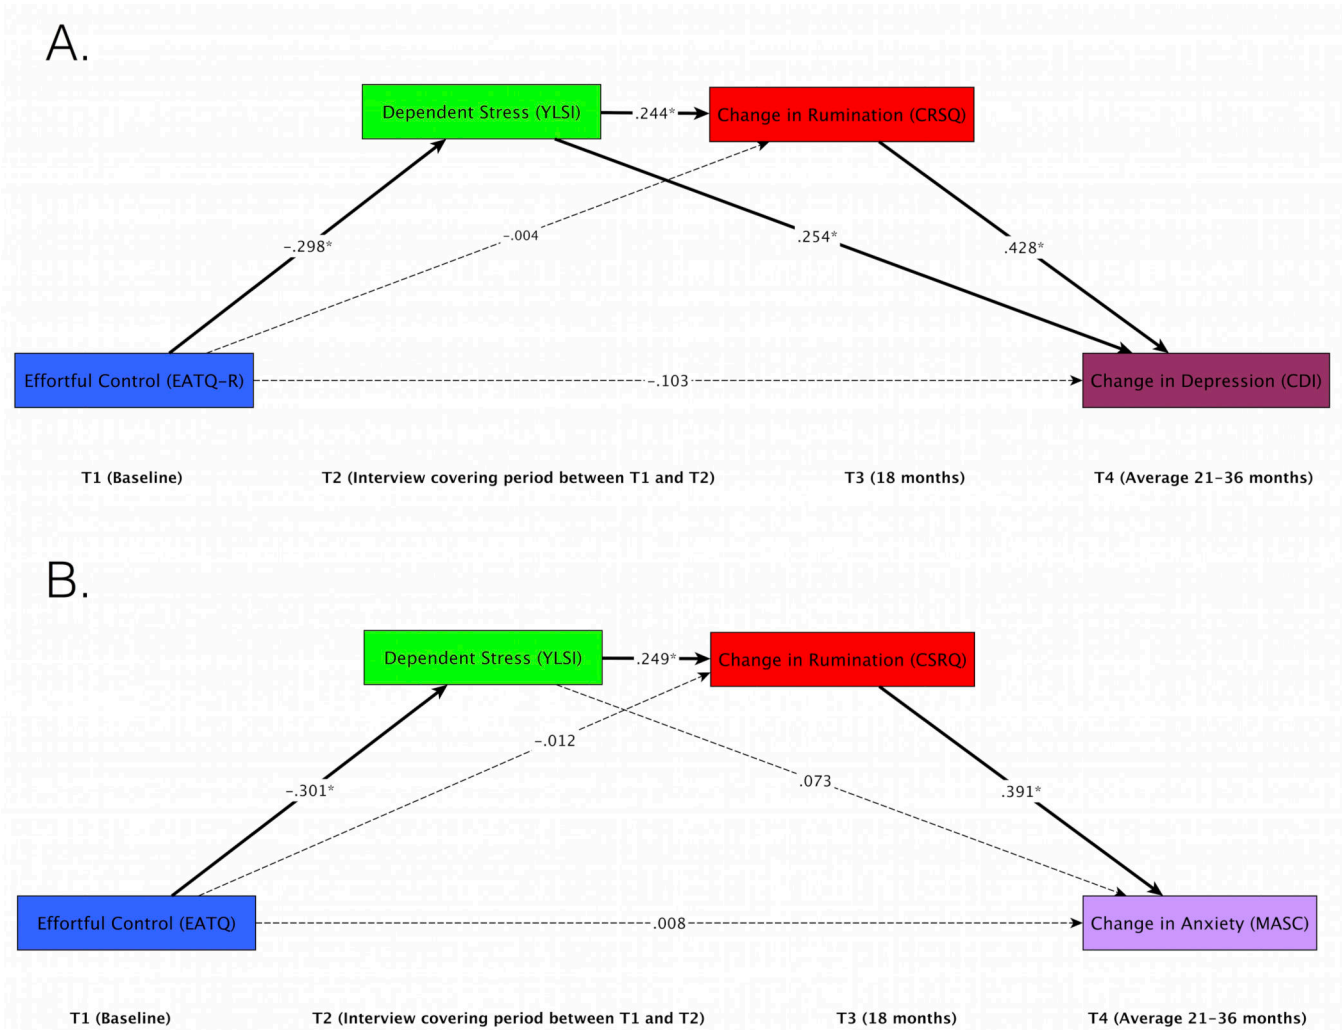 A.
Dependent Stress (YLSI)
.244*
Change in Rumination (CRSQ)
-.298*
-.004
.254*
.428*
Effortful Control (EATQ-R)
-.103
Change in Depression (CDI)
T1 (Baseline)
T2 (Interview covering period between T1 and T2)
T3 (18 months)
T4 (Average 21-36 months)
B.
Dependent Stress (YLSI)
.249*
Change in Rumination (CSRQ)
-.012
-.301*
.073
.391*
Effortful Control (EATQ)
.008
Change in Anxiety (MASC)
T1 (Baseline)
T2 (Interview covering period between T1 and T2)
T3 (18 months)
T4 (Average 21-36 months)